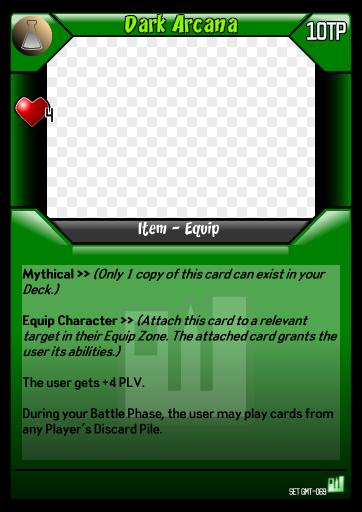 Dark Arcana
10TP
4
Item - Equip
Mythical >> (Only 1 copy of this card can exist in your
Deck.)
Equip Character >> (Attach this card to a relevant
target in their Equip Zone. The attached card grants the
user its abilities.)
The user gets +4 PLV.
During your Battle Phase, the user may play cards from
any Player's Discard Pile.
SET GMT-069